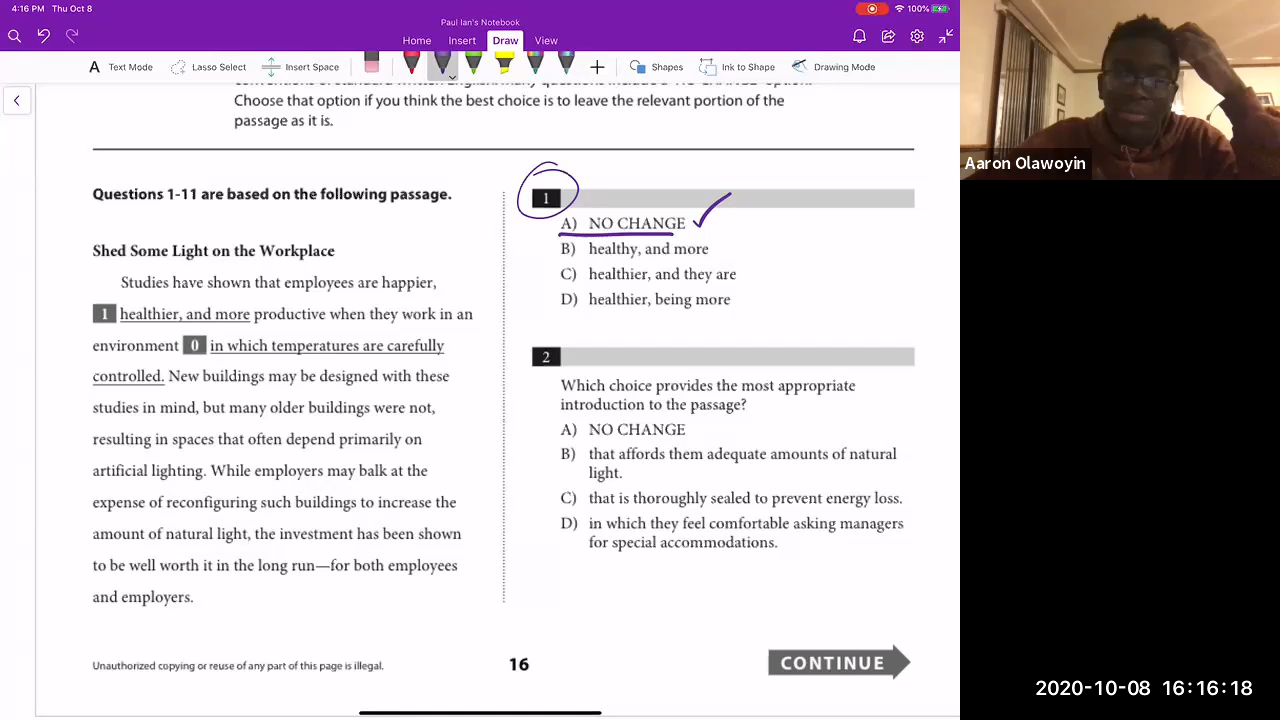 4:16 PM Thu Oct 8
100%
Paul Ian's Notebook
Home Insert Draw View
A Text Mode Lasso Select Insert Space Shapes Ink to Shape Drawing Mode
Choose that option if you think the best choice is to leave the relevant portion of the
passage as it is.
Questions 1-11 are based on the following passage.
Shed Some Light on the Workplace
Studies have shown that employees are happier,
1 healthier, and more productive when they work in an
environment 0 in which temperatures are carefully
controlled. New buildings may be designed with these
studies in mind, but many older buildings were not,
resulting in spaces that often depend primarily on
artificial lighting. While employers may balk at the
expense of reconfiguring such buildings to increase the
amount of natural light, the investment has been shown
to be well worth it in the long run—for both employees
and employers.
1
A) NO CHANGE
B) healthy, and more
C) healthier, and they are
D) healthier, being more
2
Which choice provides the most appropriate
introduction to the passage?
A) NO CHANGE
B) that affords them adequate amounts of natural
light.
C) that is thoroughly sealed to prevent energy loss.
D) in which they feel comfortable asking managers
for special accommodations.
Unauthorized copying or reuse of any part of this page is illegal.
16
CONTINUE
Aaron Olawoyin
2020-10-08 16:16:18